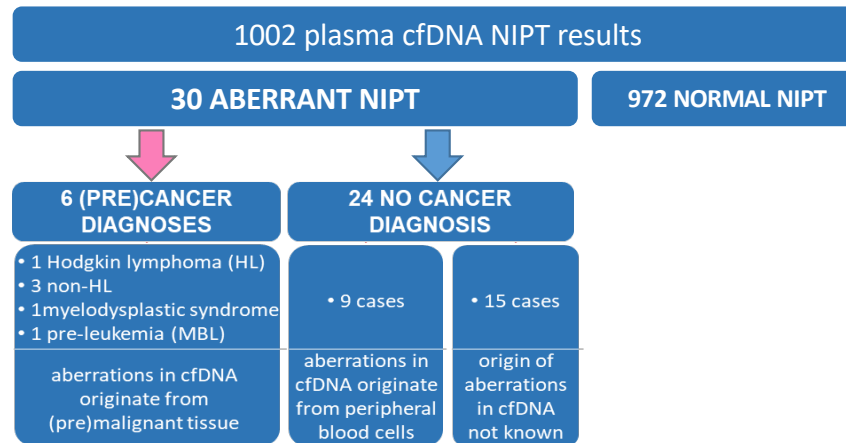 1002 plasma cfDNA NIPT results
30 ABERRANT NIPT
972 NORMAL NIPT
6 (PRE)CANCER
DIAGNOSES
24 NO CANCER
DIAGNOSIS
• 1 Hodgkin lymphoma (HL)
• 3 non-HL
• 1myelodysplastic syndrome
• 1 pre-leukemia (MBL)
• 9 cases
• 15 cases
aberrations in cfDNA
originate from
(pre)malignant tissue
aberrations in
cfDNA originate
from peripheral
blood cells
origin of
aberrations
in cfDNA
not known